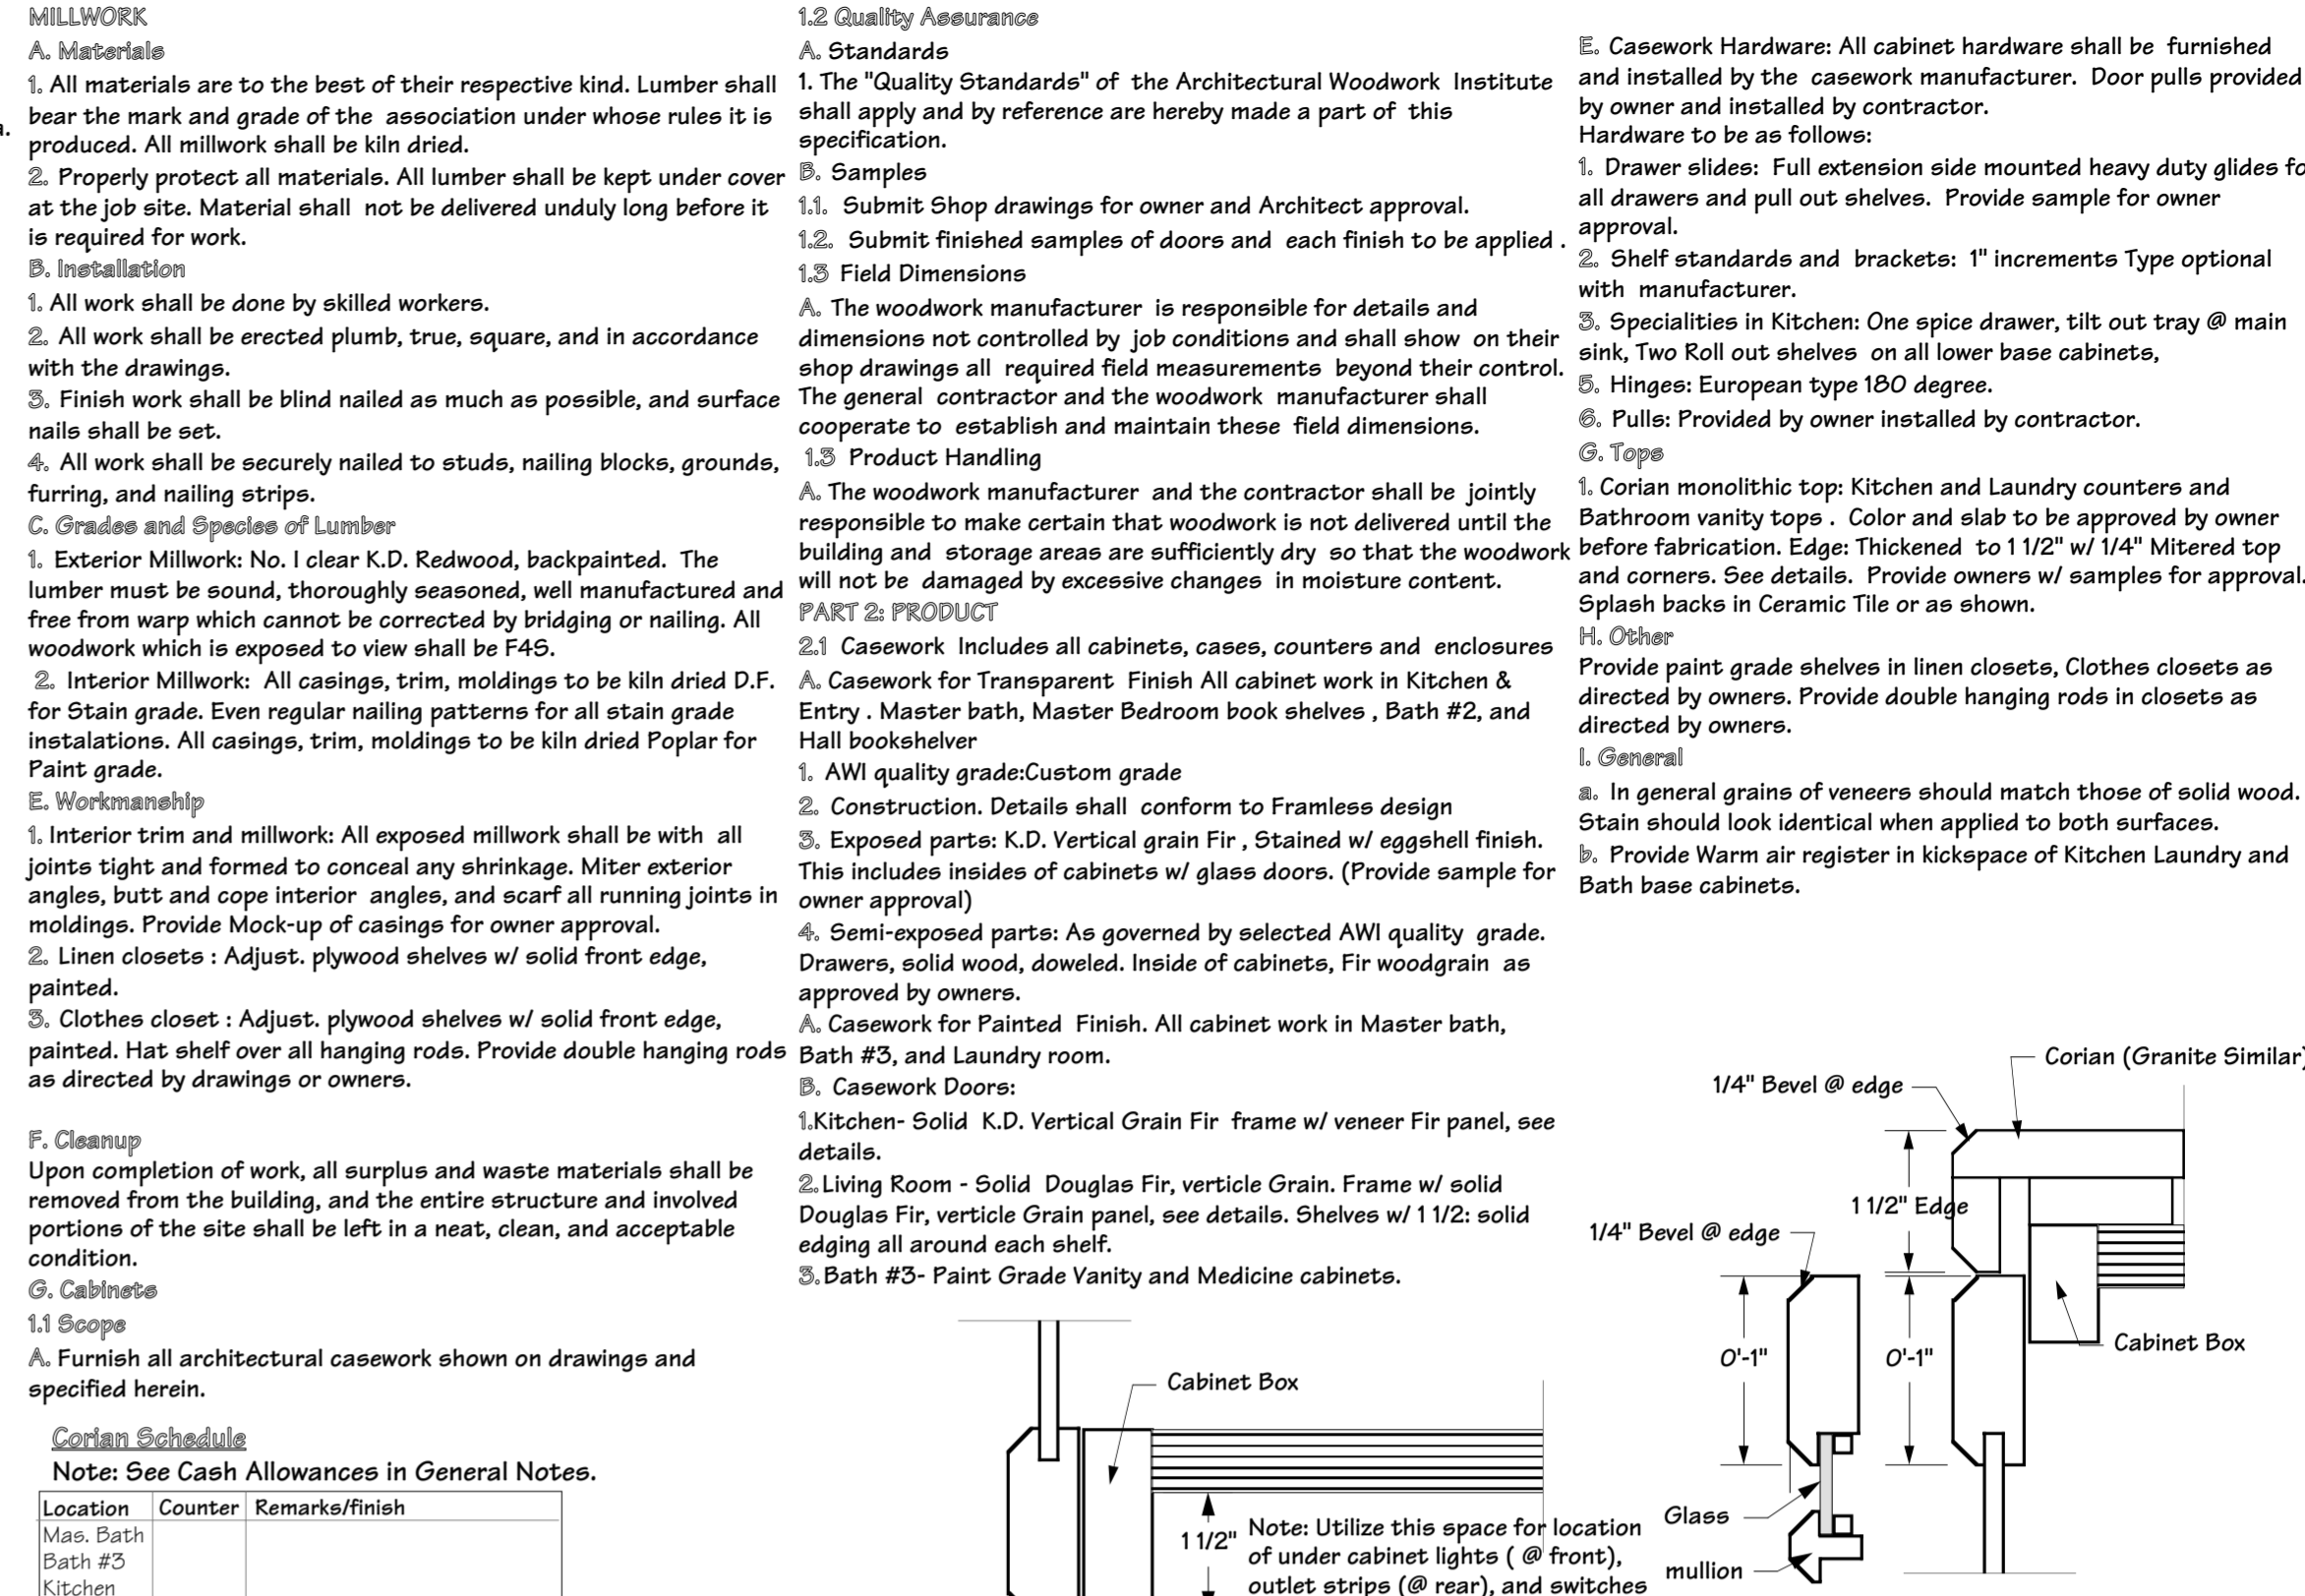 MILLWORK
A. Materials
1. All materials are to the best of their respective kind. Lumber shall
bear the mark and grade of the association under whose rules it is
produced. All millwork shall be kiln dried.
2. Properly protect all materials. All lumber shall be kept under cover
at the job site. Material shall not be delivered unduly long before it
is required for work.
B. Installation
1. All work shall be done by skilled workers.
2. All work shall be erected plumb, true, square, and in accordance
with the drawings.
3. Finish work shall be blind nailed as much as possible, and surface
nails shall be set.
4. All work shall be securely nailed to studs, nailing blocks, grounds,
furring, and nailing strips.
C. Grades and Species of Lumber
1. Exterior Millwork: No. I clear K.D. Redwood, backpainted. The
lumber must be sound, thoroughly seasoned, well manufactured and
free from warp which cannot be corrected by bridging or nailing. All
woodwork which is exposed to view shall be F4S.
2. Interior Millwork: All casings, trim, moldings to be kiln dried D.F.
for Stain grade. Even regular nailing patterns for all stain grade
instalations. All casings, trim, moldings to be kiln dried Poplar for
Paint grade.
E. Workmanship
1. Interior trim and millwork: All exposed millwork shall be with all
joints tight and formed to conceal any shrinkage. Miter exterior
angles, butt and cope interior angles, and scarf all running joints in
moldings. Provide Mock-up of casings for owner approval.
2. Linen closets : Adjust. plywood shelves w/ solid front edge,
painted.
3. Clothes closet : Adjust. plywood shelves w/ solid front edge,
painted. Hat shelf over all hanging rods. Provide double hanging rods
as directed by drawings or owners.
F. Cleanup
Upon completion of work, all surplus and waste materials shall be
removed from the building, and the entire structure and involved
portions of the site shall be left in a neat, clean, and acceptable
condition.
G. Cabinets
1.1 Scope
A. Furnish all architectural casework shown on drawings and
specified herein.
Corian Schedule
Note: See Cash Allowances in General Notes.
Location Counter Remarks/finish
Mas. Bath
Bath #3
Kitchen
1.2 Quality Assurance
A. Standards
1. The "Quality Standards" of the Architectural Woodwork Institute
shall apply and by reference are hereby made a part of this
specification.
B. Samples
1.1. Submit Shop drawings for owner and Architect approval.
1.2. Submit finished samples of doors and each finish to be applied .
1.3 Field Dimensions
A. The woodwork manufacturer is responsible for details and
dimensions not controlled by job conditions and shall show on their
shop drawings all required field measurements beyond their control.
The general contractor and the woodwork manufacturer shall
cooperate to establish and maintain these field dimensions.
1.3 Product Handling
A. The woodwork manufacturer and the contractor shall be jointly
responsible to make certain that woodwork is not delivered until the
building and storage areas are sufficiently dry so that the woodwork
will not be damaged by excessive changes in moisture content.
PART 2: PRODUCT
2.1 Casework Includes all cabinets, cases, counters and enclosures
A. Casework for Transparent Finish All cabinet work in Kitchen &
Entry . Master bath, Master Bedroom book shelves , Bath #2, and
Hall bookshelver
1. AWI quality grade:Custom grade
2. Construction. Details shall conform to Framless design
3. Exposed parts: K.D. Vertical grain Fir , Stained w/ eggshell finish.
This includes insides of cabinets w/ glass doors. (Provide sample for
owner approval)
4. Semi-exposed parts: As governed by selected AWI quality grade.
Drawers, solid wood, doweled. Inside of cabinets, Fir woodgrain as
approved by owners.
A. Casework for Painted Finish. All cabinet work in Master bath,
Bath #3, and Laundry room.
B. Casework Doors:
1.Kitchen- Solid K.D. Vertical Grain Fir frame w/ veneer Fir panel, see
details.
2.Living Room - Solid Douglas Fir, verticle Grain. Frame w/ solid
Douglas Fir, verticle Grain panel, see details. Shelves w/ 1 1/2: solid
edging all around each shelf.
3.Bath #3- Paint Grade Vanity and Medicine cabinets.
Cabinet Box
1 1/2"
Note: Utilize this space for location
of under cabinet lights ( @ front),
outlet strips (@ rear), and switches
E. Casework Hardware: All cabinet hardware shall be furnished
and installed by the casework manufacturer. Door pulls provided
by owner and installed by contractor.
Hardware to be as follows:
1. Drawer slides: Full extension side mounted heavy duty glides fo
all drawers and pull out shelves. Provide sample for owner
approval.
2. Shelf standards and brackets: 1" increments Type optional
with manufacturer.
3. Specialities in Kitchen: One spice drawer, tilt out tray @ main
sink, Two Roll out shelves on all lower base cabinets,
5. Hinges: European type 180 degree.
6. Pulls: Provided by owner installed by contractor.
G. Tops
1. Corian monolithic top: Kitchen and Laundry counters and
Bathroom vanity tops . Color and slab to be approved by owner
before fabrication. Edge: Thickened to 1 1/2" w/ 1/4" Mitered top
and corners. See details. Provide owners w/ samples for approval.
Splash backs in Ceramic Tile or as shown.
H. Other
Provide paint grade shelves in linen closets, Clothes closets as
directed by owners. Provide double hanging rods in closets as
directed by owners.
I. General
a. In general grains of veneers should match those of solid wood.
Stain should look identical when applied to both surfaces.
b. Provide Warm air register in kickspace of Kitchen Laundry and
Bath base cabinets.
Corian (Granite Similar)
1/4" Bevel @ edge
1 1/2" Edge
1/4" Bevel @ edge
0'-1"
0'-1"
Cabinet Box
Glass
mullion